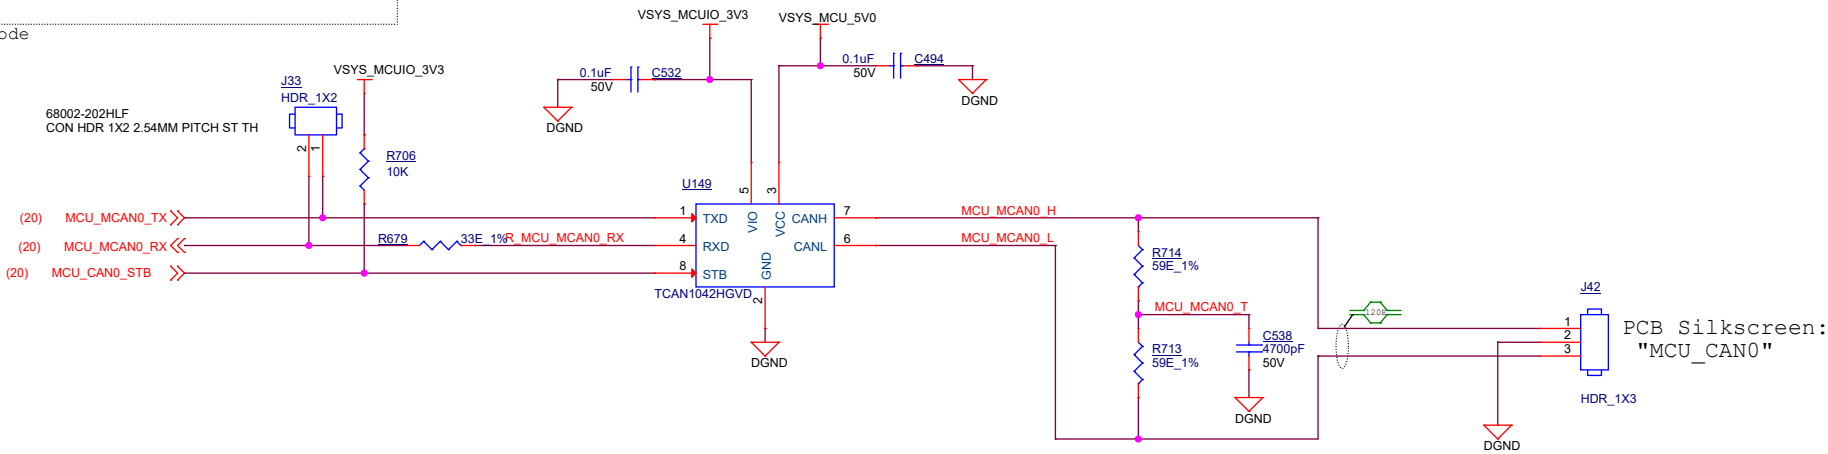 ode
VSYS_MCUIO_3V3
VSYS_MCU_5V0
0.1uF
50V
C532
0.1uF
50V
C494
DGND
DGND
VSYS_MCUIO_3V3
J33
HDR_1X2
68002-202HLF
CON HDR 1X2 2.54MM PITCH ST TH
2
1
R706
10K
U149
5
3
(20) MCU_MCAN0_TX
1
TXD
VIO
VCC
CANH
7
MCU_MCAN0_H
(20) MCU_MCAN0_RX
R679
33E_1%
R_MCU_MCAN0_RX
4
RXD
CANL
6
MCU_MCAN0_L
(20) MCU_CAN0_STB
8
STB
GND
TCAN1042HGVD
2
DGND
R714
59E_1%
MCU_MCAN0_T
R713
59E_1%
C538
4700pF
50V
DGND
120E
J42
1
2
3
HDR_1X3
DGND
PCB Silkscreen:
"MCU_CAN0"